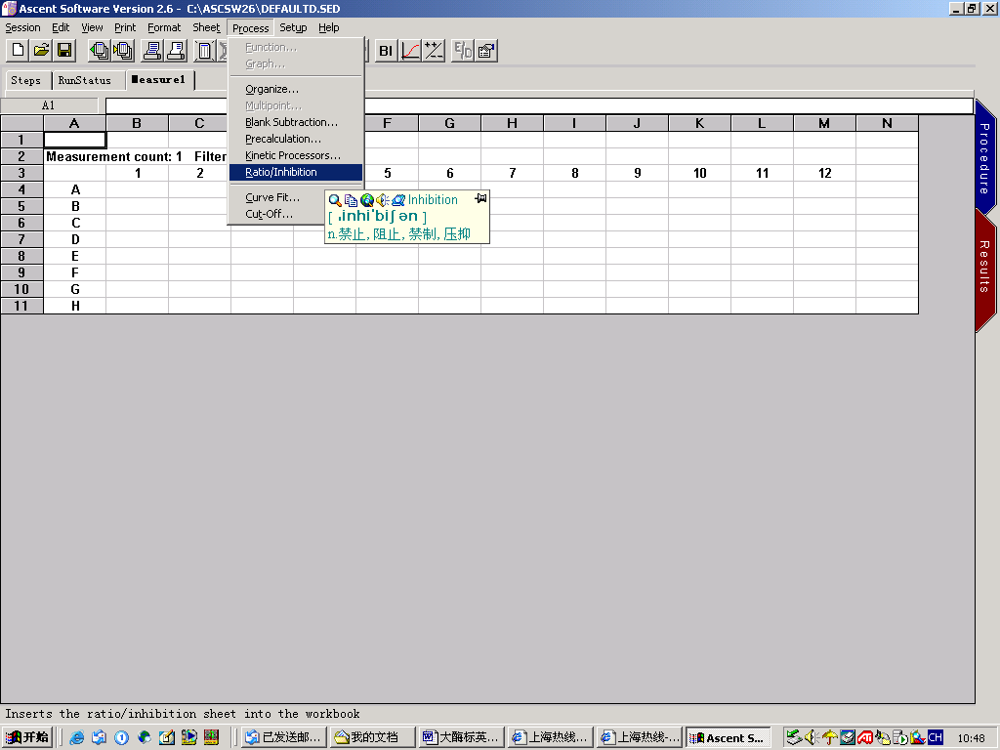 Ascent Software Version 2.6 - C:\ASCSW26\DEFAULTD.SED
Session Edit View Print Format Sheet Process Setup Help
Function...
Graph...
Organize...
Multipoint...
Blank Subtraction...
Precalculation...
Kinetic Processors...
Ratio/Inhibition
Curve Fit...
Cut-Off...
BI
Steps RunStatus Measure1
A1
A B C F G H I J K L M N
1
2 Measurement count: 1 Filter
3 1 2 5 6 7 8 9 10 11 12
4 A
5 B
6 C
7 D
8 E
9 F
10 G
11 H
Inhibition
[ ˌinhiˈbiʃən ]
n.禁止, 阻止, 禁制, 压抑
Procedure
Results
Inserts the ratio/inhibition sheet into the workbook
开始 已发送邮... 我的文档 大酶标英... 上海热线... 上海热线-... Ascent S... CH 10:48